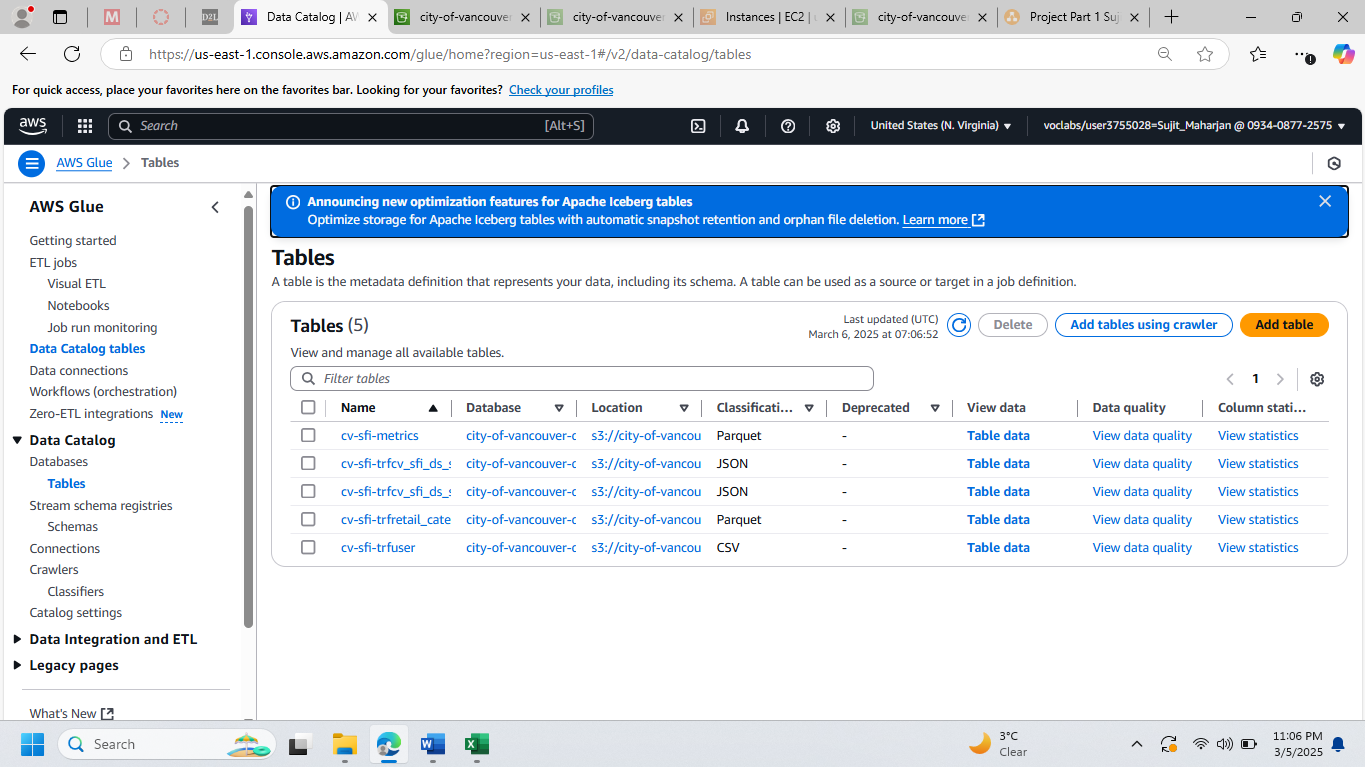 Data Catalog | AW
city-of-vancouver
city-of-vancouver
Instances | EC2 |
city-of-vancouver
Project Part 1 Suj
https://us-east-1.console.aws.amazon.com/glue/home?region=us-east-1#/v2/data-catalog/tables
For quick access, place your favorites here on the favorites bar. Looking for your favorites? Check your profiles
aws
Search [Alt+S]
United States (N. Virginia)
voclabs/user3755028=Sujit_Maharjan @ 0934-0877-2575
AWS Glue > Tables
AWS Glue
Getting started
ETL jobs
Visual ETL
Notebooks
Job run monitoring
Data Catalog tables
Data connections
Workflows (orchestration)
Zero-ETL integrations New
Data Catalog
Databases
Tables
Stream schema registries
Schemas
Connections
Crawlers
Classifiers
Catalog settings
Data Integration and ETL
Legacy pages
What's New
Announcing new optimization features for Apache Iceberg tables
Optimize storage for Apache Iceberg tables with automatic snapshot retention and orphan file deletion. Learn more
Tables
A table is the metadata definition that represents your data, including its schema. A table can be used as a source or target in a job definition.
Tables (5)
Last updated (UTC)
March 6, 2025 at 07:06:52
Delete
Add tables using crawler
Add table
View and manage all available tables.
Filter tables
1
Name Database Location Classificati... Deprecated View data Data quality Column stati...
cv-sfi-metrics city-of-vancouver-c s3://city-of-vancou Parquet - Table data View data quality View statistics
cv-sfi-trfcv_sfi_ds_s city-of-vancouver-c s3://city-of-vancou JSON - Table data View data quality View statistics
cv-sfi-trfcv_sfi_ds_s city-of-vancouver-c s3://city-of-vancou JSON - Table data View data quality View statistics
cv-sfi-trfretail_cate city-of-vancouver-c s3://city-of-vancou Parquet - Table data View data quality View statistics
cv-sfi-trfuser city-of-vancouver-c s3://city-of-vancou CSV - Table data View data quality View statistics
Search
3°C
Clear
11:06 PM
3/5/2025